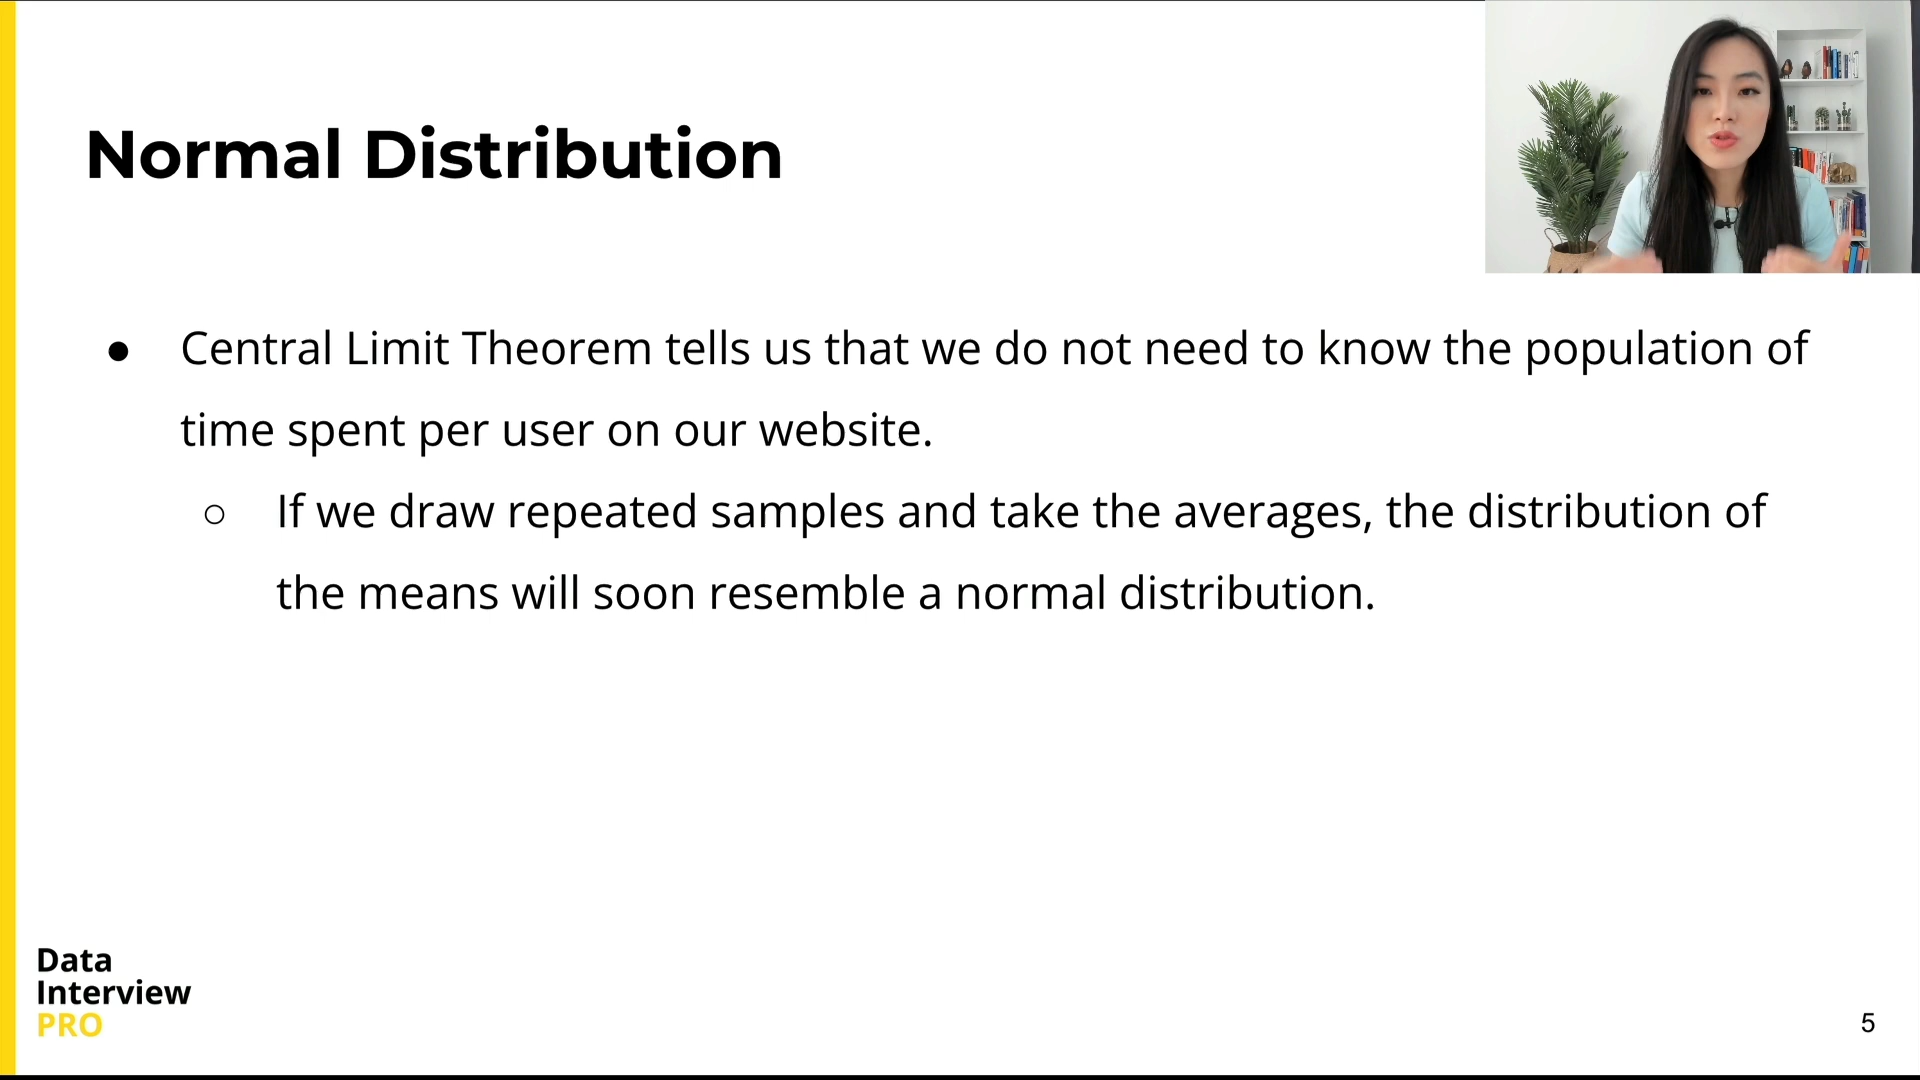 Normal Distribution
● Central Limit Theorem tells us that we do not need to know the population of
time spent per user on our website.
○ If we draw repeated samples and take the averages, the distribution of
the means will soon resemble a normal distribution.
Data
Interview
PRO
5